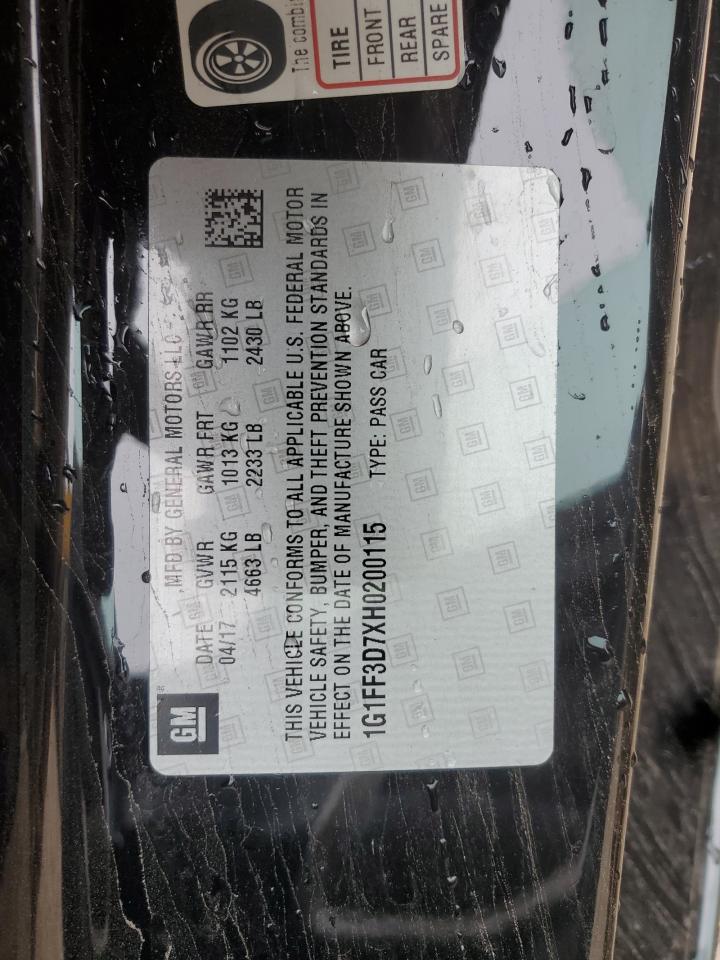 The combi
TIRE
FRONT
REAR
SPARE
GM
MFD BY GENERAL MOTORS LLC
DATE GVWR GAWR FRT GAWR RR
04/17 2115 KG 1013 KG 1102 KG
4663 LB 2233 LB 2430 LB
THIS VEHICLE CONFORMS TO ALL APPLICABLE U.S. FEDERAL MOTOR
VEHICLE SAFETY, BUMPER, AND THEFT PREVENTION STANDARDS IN
EFFECT ON THE DATE OF MANUFACTURE SHOWN ABOVE.
1G1FF3D7XH0200115 TYPE: PASS CAR